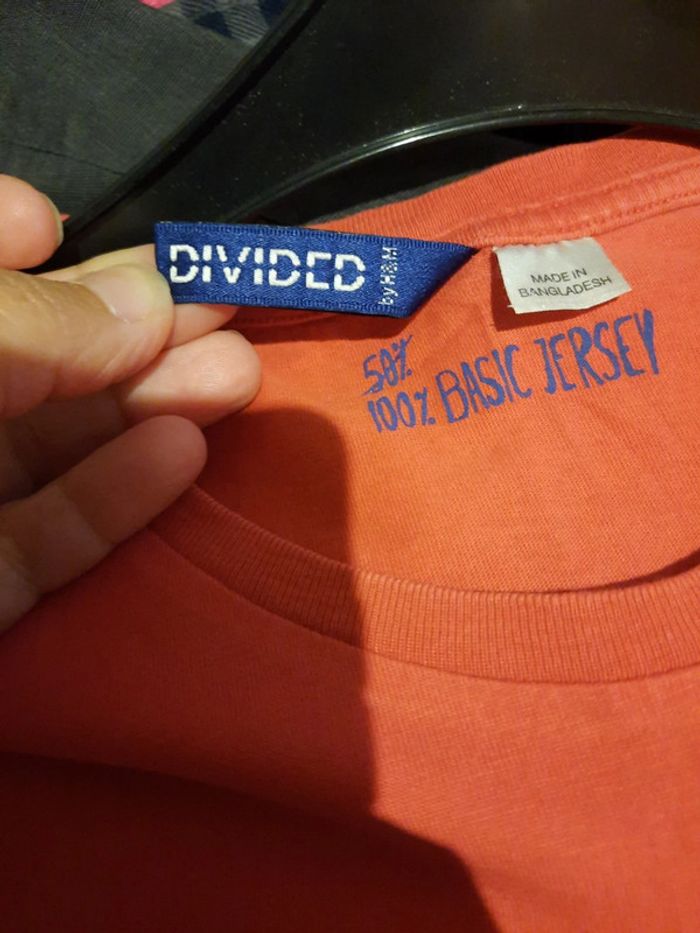 DIVIDED
by H&M
MADE IN
BANGLADESH
50%
100% BASIC JERSEY